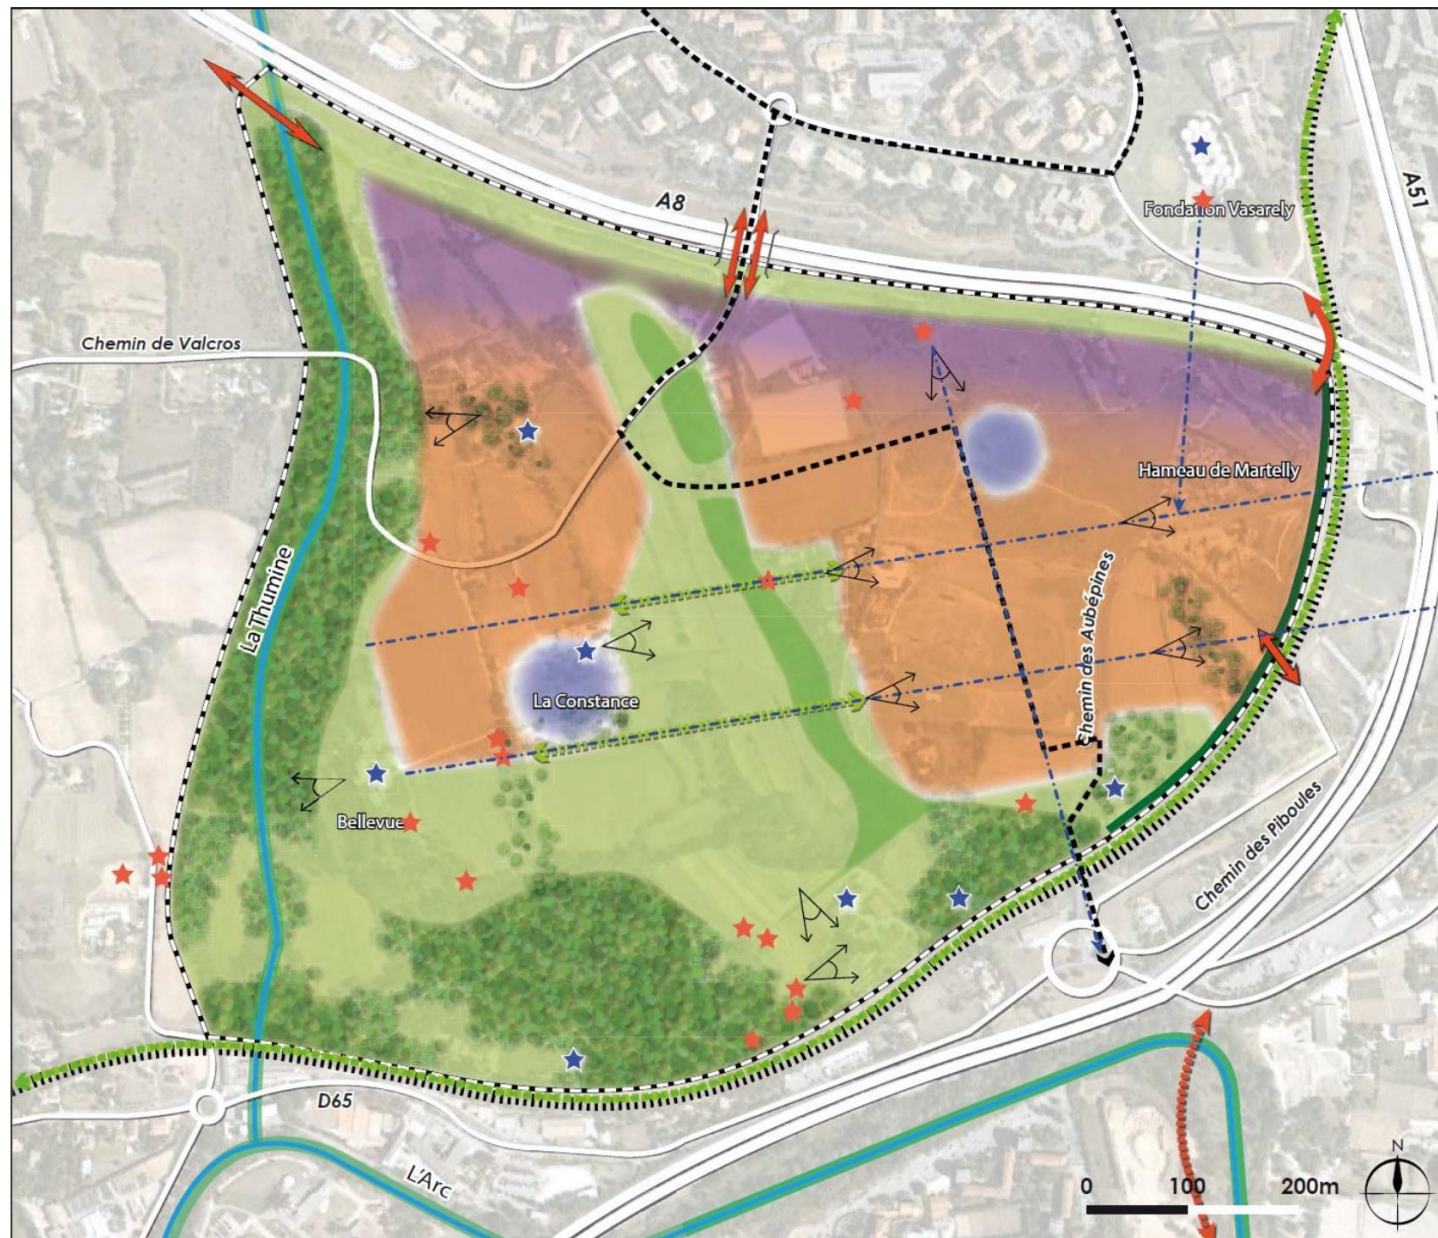 A8
A51
Fondation Vasarely
Chemin de Valcros
Hameau de Martelly
La Thumine
Chemin des Aubépines
La Constance
Bellevue
Chemin des Piboules
D65
L'Arc
N
0 100 200m